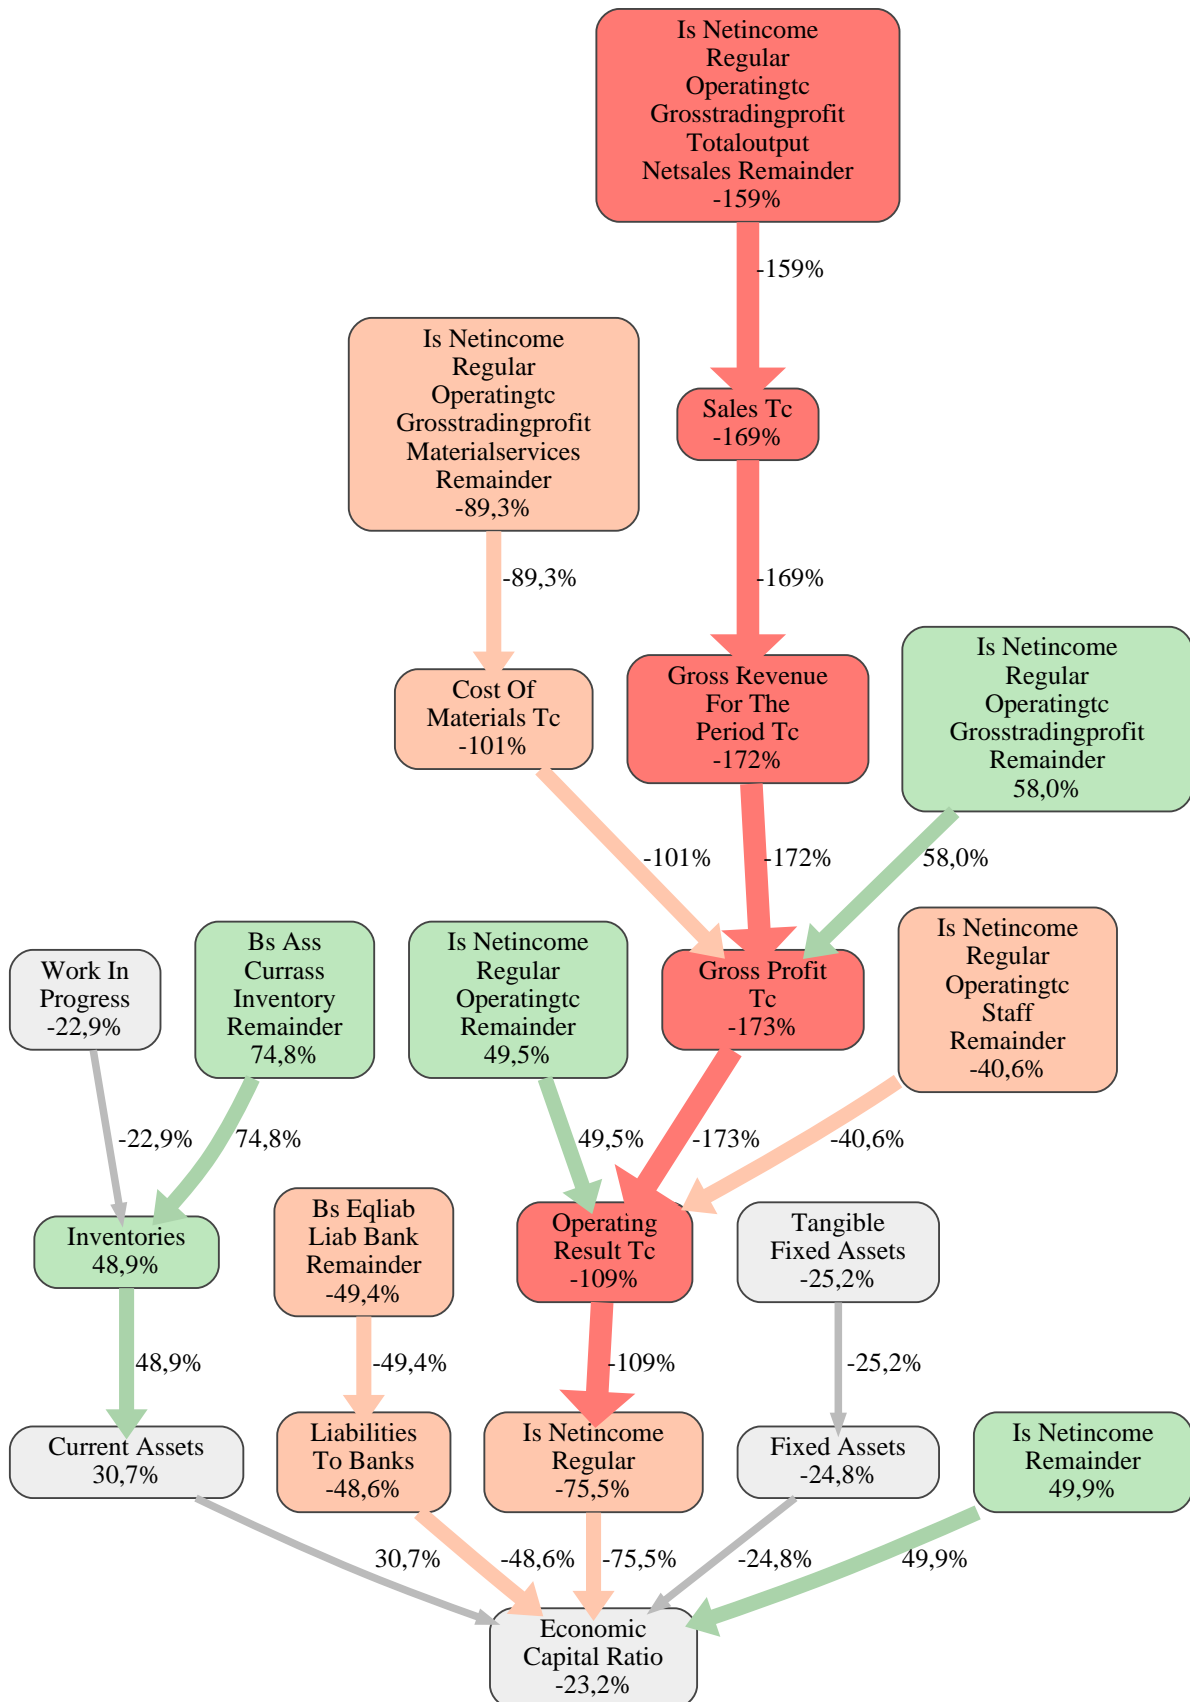 Is Netincome
Regular
Operatingtc
Grosstradingprofit
Totaloutput
Netsales Remainder
-159%
-159%
Is Netincome
Regular
Operatingtc
Grosstradingprofit
Materialservices
Remainder
-89,3%
Sales Tc
-169%
-89,3%
-169%
Cost Of
Materials Tc
-101%
Gross Revenue
For The
Period Tc
-172%
Is Netincome
Regular
Operatingtc
Grosstradingprofit
Remainder
58,0%
-101%
-172%
58,0%
Work In
Progress
-22,9%
Bs Ass
Currass
Inventory
Remainder
74,8%
Is Netincome
Regular
Operatingtc
Remainder
49,5%
Gross Profit
Tc
-173%
Is Netincome
Regular
Operatingtc
Staff
Remainder
-40,6%
-22,9%
74,8%
49,5%
-173%
-40,6%
Inventories
48,9%
Bs Eqliab
Liab Bank
Remainder
-49,4%
Operating
Result Tc
-109%
Tangible
Fixed Assets
-25,2%
48,9%
-49,4%
-109%
-25,2%
Current Assets
30,7%
Liabilities
To Banks
-48,6%
Is Netincome
Regular
-75,5%
Fixed Assets
-24,8%
Is Netincome
Remainder
49,9%
30,7%
-48,6%
-75,5%
-24,8%
49,9%
Economic
Capital Ratio
-23,2%